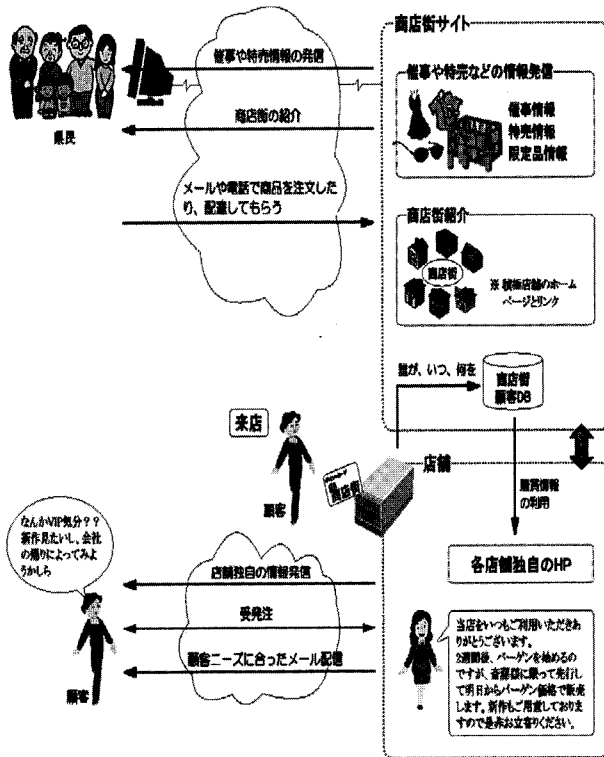 商店街サイト
催事や特売情報の発信
催事や特売などの情報発信
催事情報
特売情報
限定品情報
県民
商店街の紹介
メールや電話で商品を注文した
り、配達してもらう
商店街紹介
商店街
※ 積極店舗のホーム
ページとリンク
誰が、いつ、何を
商店街
顧客DB
来店
店舗
商店街
顧客
購買情報
の利用
なんかVIP気分??
新作見たいし、会社
の帰りによってみよ
うかしら
店舗独自の情報発信
各店舗独自のHP
受発注
顧客ニーズに合ったメール配信
顧客
当店をいつもご利用いただきあ
りがとうございます。
2週間後、バーゲンを始めるの
ですが、斎藤様に限って先行し
て明日からバーゲン価格で販売
します。新作もご用意しておりま
すので是非お立寄りください。